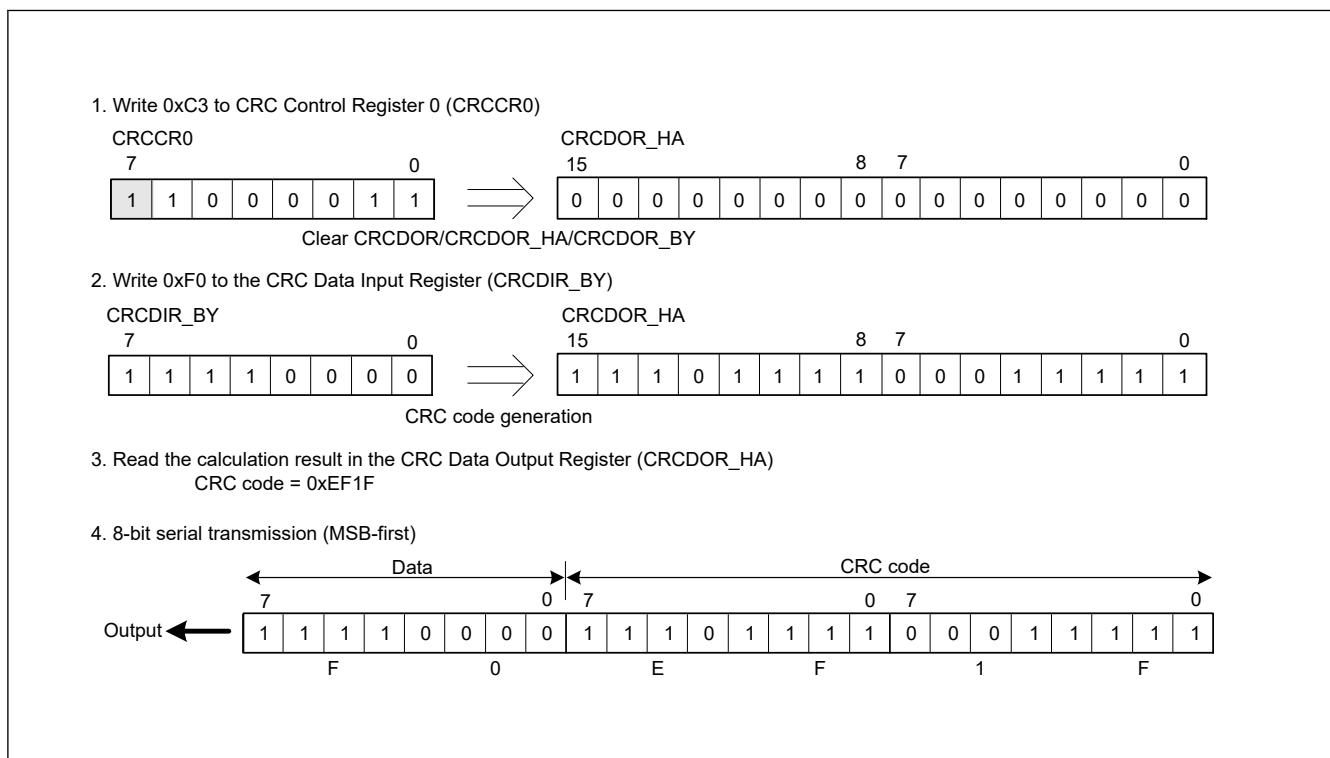 1. Write 0xC3 to CRC Control Register 0 (CRCCR0)
CRCCR0 CRCDOR_HA
7 0 15 8 7 0
1 1 0 0 0 0 1 1 0 0 0 0 0 0 0 0 0 0 0 0 0 0 0 0
Clear CRCDOR/CRCDOR_HA/CRCDOR_BY
2. Write 0xF0 to the CRC Data Input Register (CRCDIR_BY)
CRCDIR_BY CRCDOR_HA
7 0 15 8 7 0
1 1 1 1 0 0 0 0 1 1 1 0 1 1 1 1 0 0 0 1 1 1 1 1
CRC code generation
3. Read the calculation result in the CRC Data Output Register (CRCDOR_HA)
CRC code = 0xEF1F
4. 8-bit serial transmission (MSB-first)
Data CRC code
7 0 7 0 7 0
Output 1 1 1 1 0 0 0 0 1 1 1 0 1 1 1 1 0 0 0 1 1 1 1 1
F 0 E F 1 F